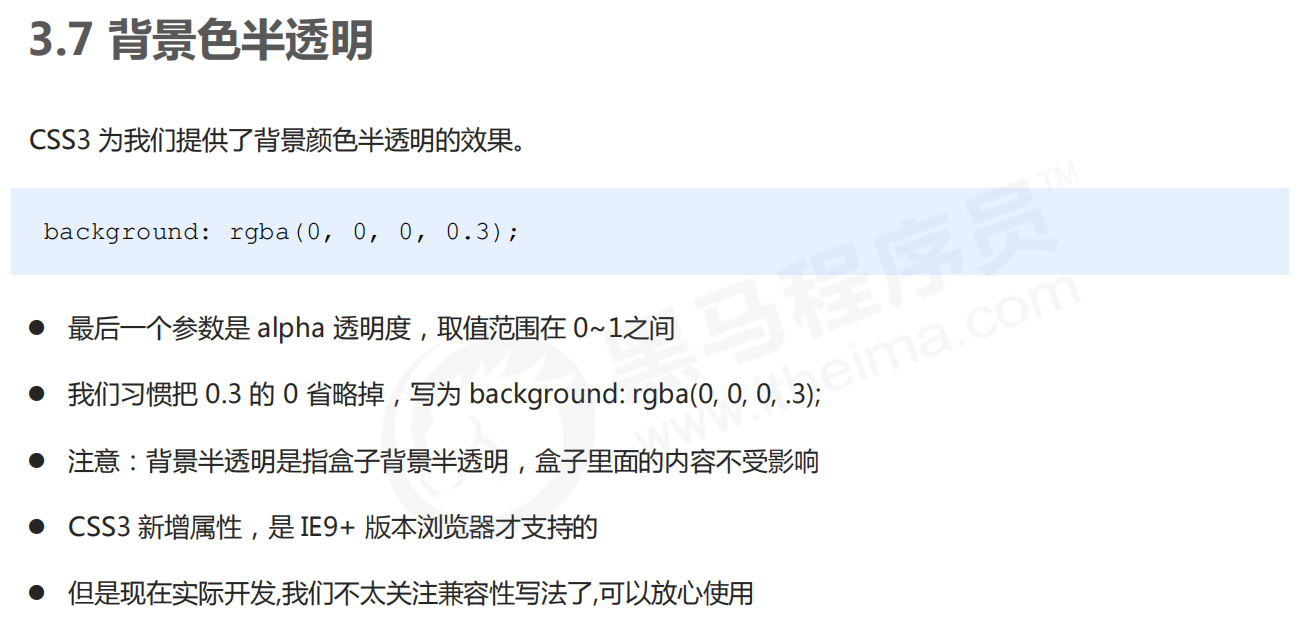 3.7 背景色半透明
CSS3 为我们提供了背景颜色半透明的效果。
background: rgba(0, 0, 0, 0.3);
● 最后一个参数是 alpha 透明度，取值范围在 0~1之间
● 我们习惯把 0.3 的 0 省略掉，写为 background: rgba(0, 0, 0, .3);
● 注意：背景半透明是指盒子背景半透明，盒子里面的内容不受影响
● CSS3 新增属性，是 IE9+ 版本浏览器才支持的
● 但是现在实际开发,我们不太关注兼容性写法了,可以放心使用
黑马程序员™
www.itheima.com